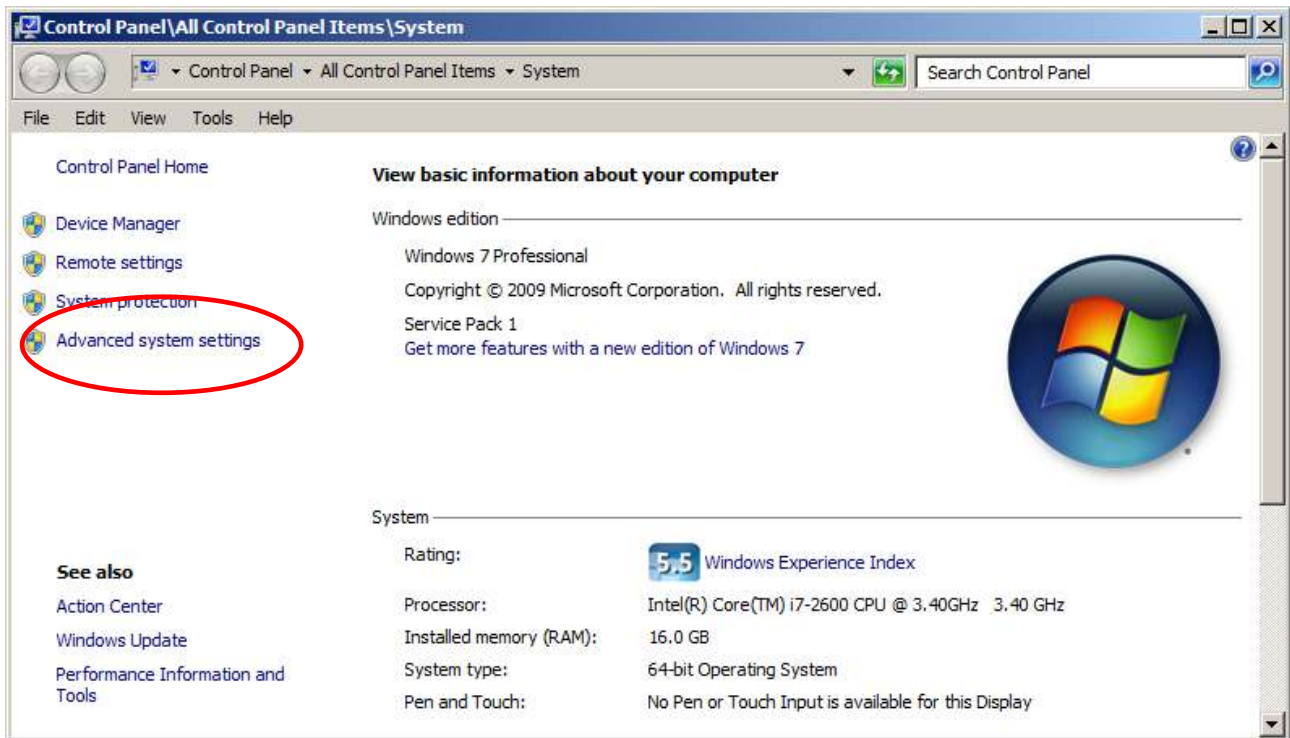 Control Panel\All Control Panel Items\System
Control Panel All Control Panel Items System
Search Control Panel
File Edit View Tools Help
Control Panel Home
Device Manager
Remote settings
System protection
Advanced system settings
See also
Action Center
Windows Update
Performance Information and
Tools
View basic information about your computer
Windows edition
Windows 7 Professional
Copyright © 2009 Microsoft Corporation. All rights reserved.
Service Pack 1
Get more features with a new edition of Windows 7
System
Rating: 5,5 Windows Experience Index
Processor: Intel(R) Core(TM) i7-2600 CPU @ 3.40GHz 3.40 GHz
Installed memory (RAM): 16.0 GB
System type: 64-bit Operating System
Pen and Touch: No Pen or Touch Input is available for this Display